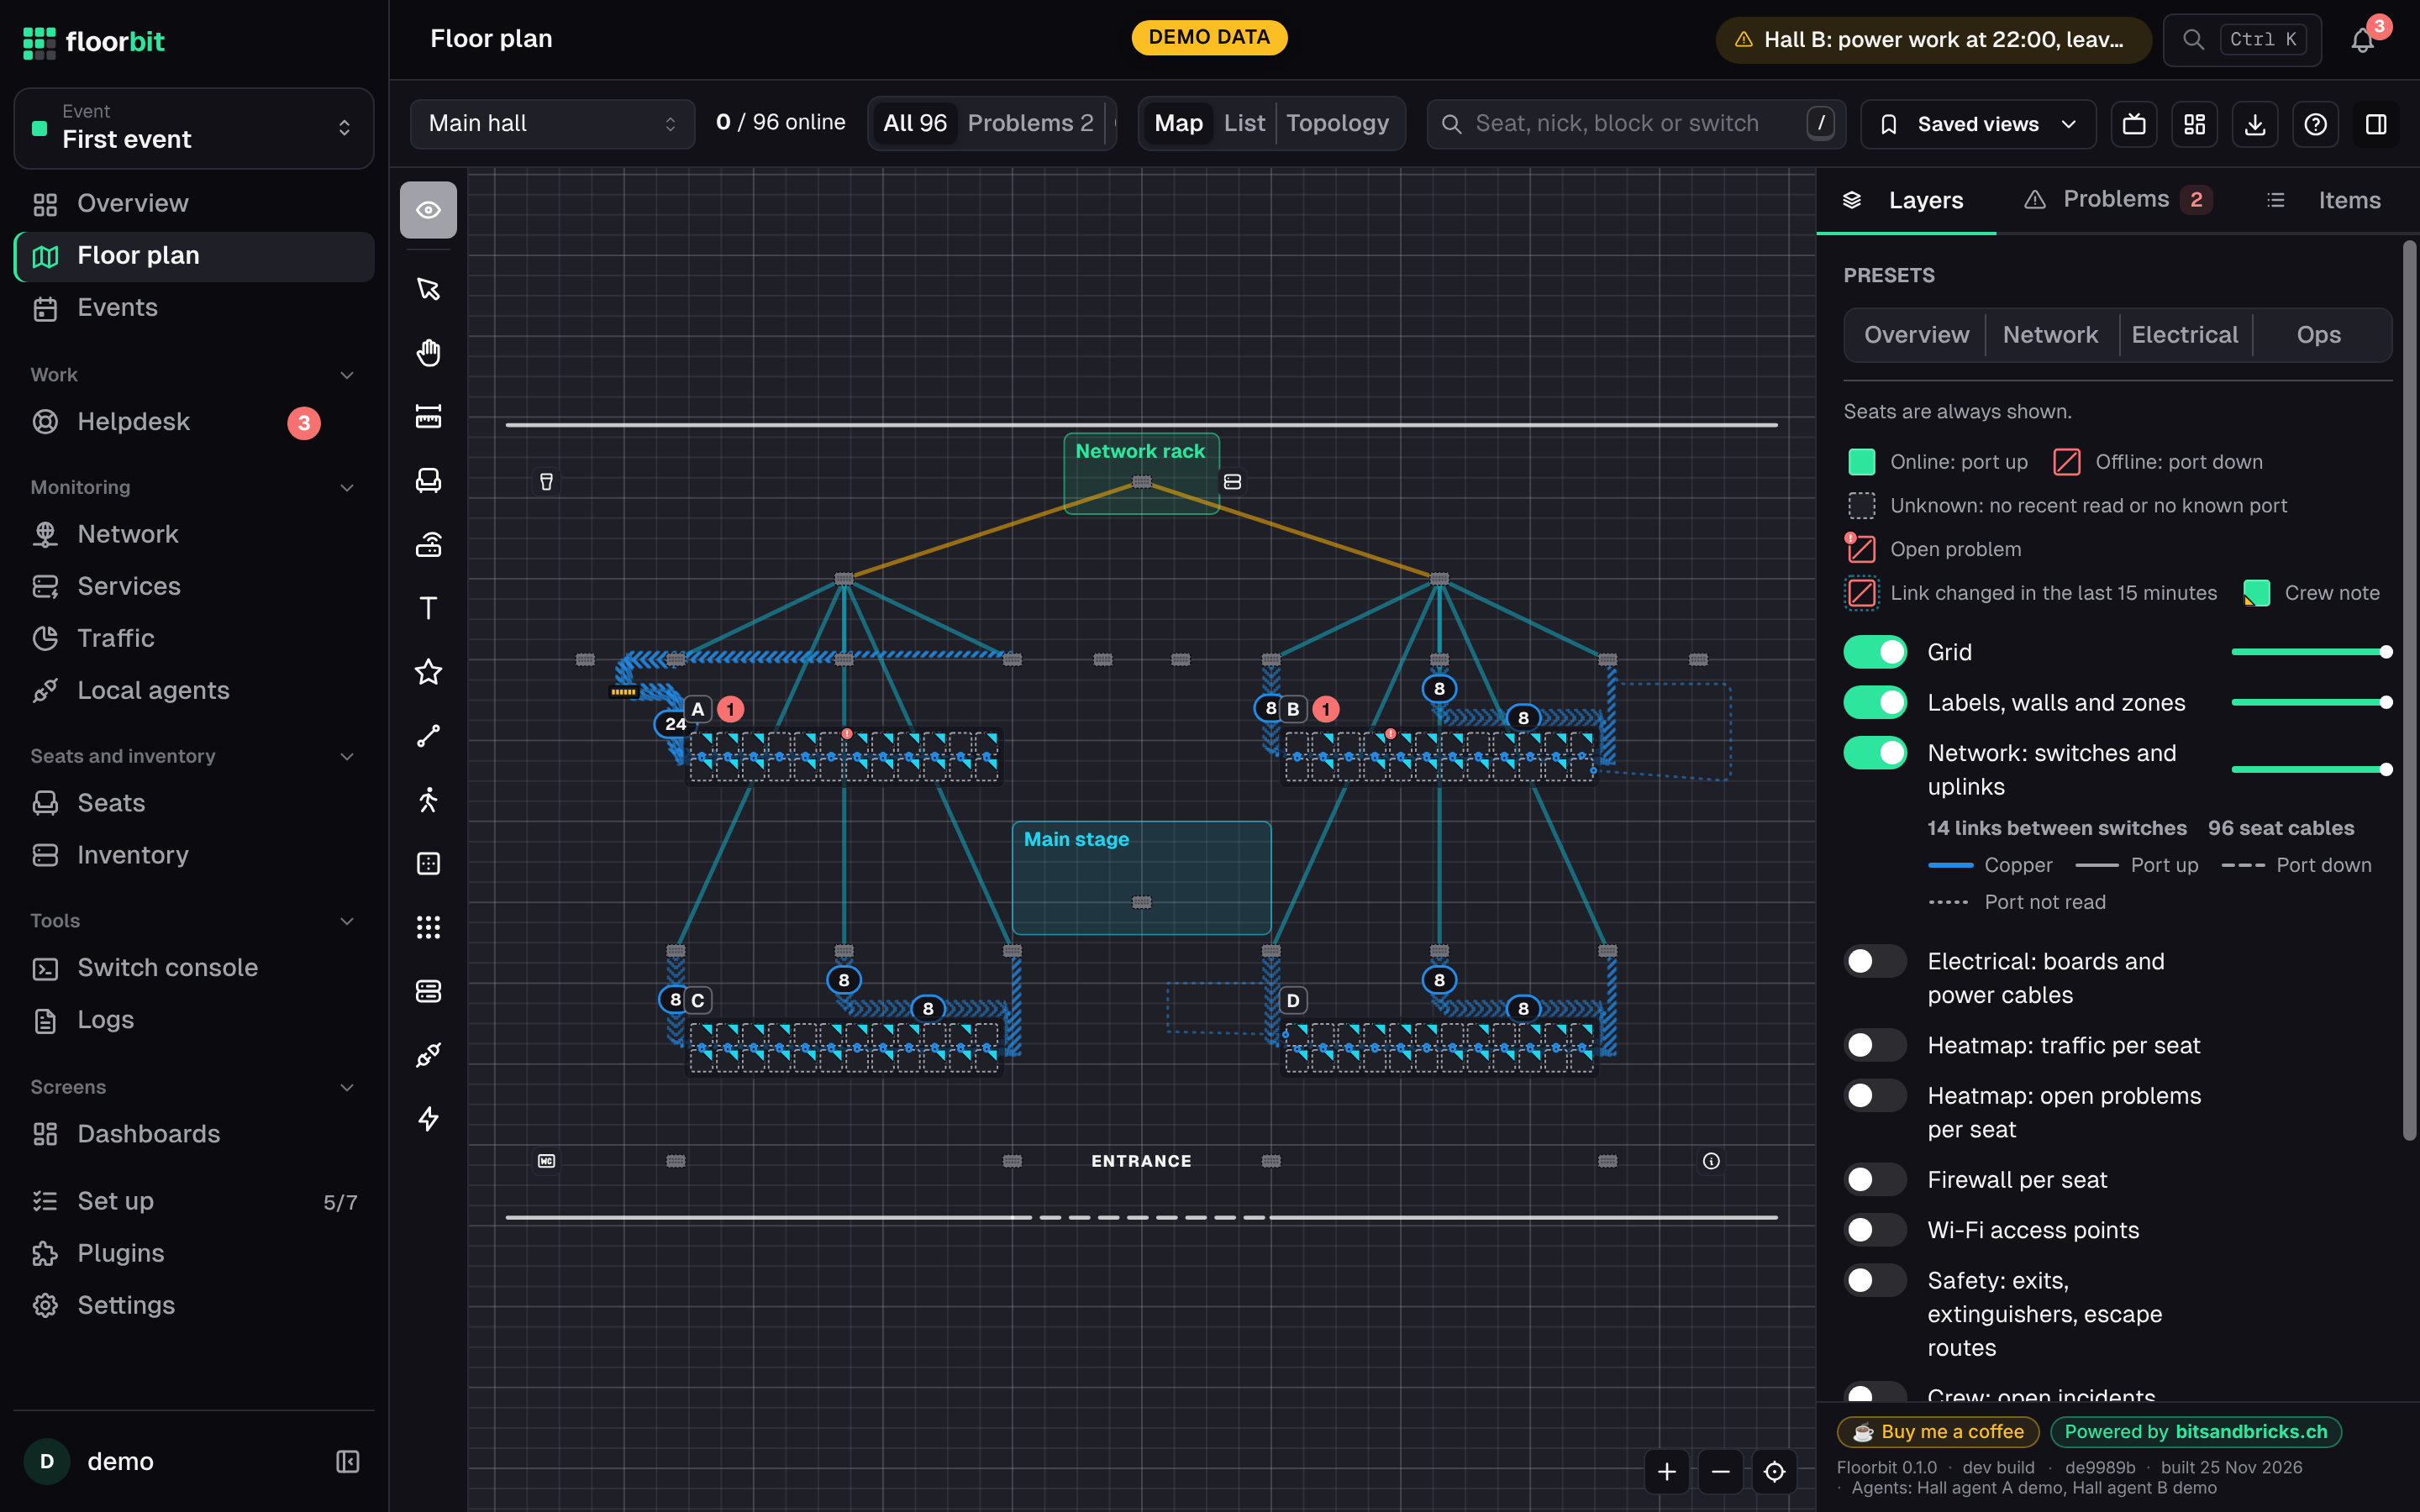 floorbit
Event
First event
Overview
Floor plan
Events
Work
Helpdesk
3
Monitoring
Network
Services
Traffic
Local agents
Seats and inventory
Seats
Inventory
Tools
Switch console
Logs
Screens
Dashboards
Set up
5/7
Plugins
Settings
D
demo
Floor plan
DEMO DATA
Hall B: power work at 22:00, leav...
Ctrl K
3
Main hall
0 / 96 online
All 96
Problems 2
Map
List
Topology
Seat, nick, block or switch
/
Saved views
Network rack
24
A
1
8
B
1
8
8
Main stage
8
C
8
8
D
8
8
WC
ENTRANCE
Layers
Problems
2
Items
PRESETS
Overview
Network
Electrical
Ops
Seats are always shown.
Online: port up
Offline: port down
Unknown: no recent read or no known port
Open problem
Link changed in the last 15 minutes
Crew note
Grid
Labels, walls and zones
Network: switches and
uplinks
14 links between switches
96 seat cables
Copper
Port up
Port down
Port not read
Electrical: boards and
power cables
Heatmap: traffic per seat
Heatmap: open problems
per seat
Firewall per seat
Wi-Fi access points
Safety: exits,
extinguishers, escape
routes
Crew: open incidents
Buy me a coffee
Powered by bitsandbricks.ch
Floorbit 0.1.0 · dev build · de9989b · built 25 Nov 2026
· Agents: Hall agent A demo, Hall agent B demo